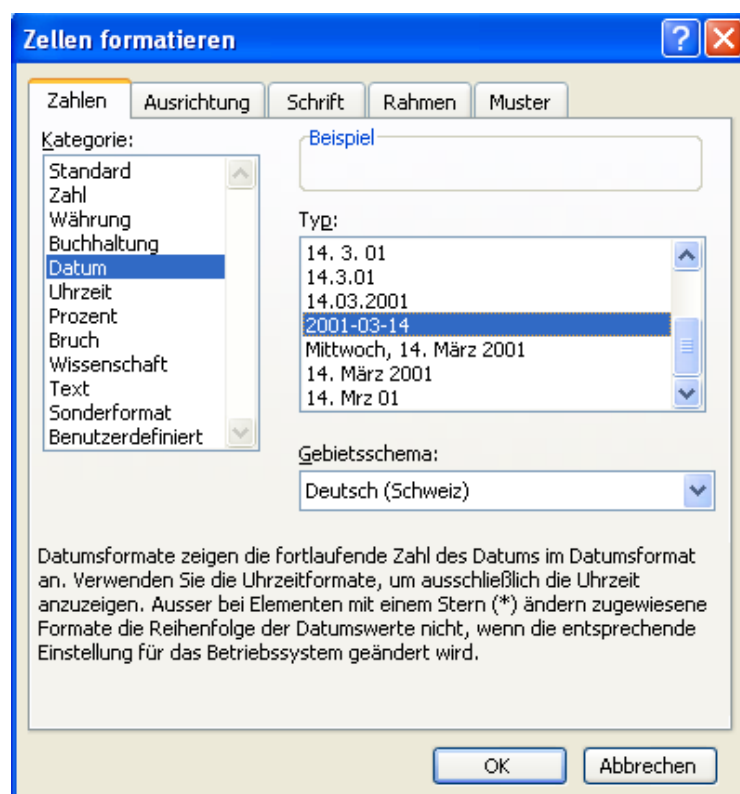 Zellen formatieren
Zahlen Ausrichtung Schrift Rahmen Muster
Kategorie:
Standard
Zahl
Währung
Buchhaltung
Datum
Uhrzeit
Prozent
Bruch
Wissenschaft
Text
Sonderformat
Benutzerdefiniert
Beispiel
Typ:
14. 3. 01
14.3.01
14.03.2001
2001-03-14
Mittwoch, 14. März 2001
14. März 2001
14. Mrz 01
Gebietsschema:
Deutsch (Schweiz)
Datumsformate zeigen die fortlaufende Zahl des Datums im Datumsformat
an. Verwenden Sie die Uhrzeitformate, um ausschließlich die Uhrzeit
anzuzeigen. Ausser bei Elementen mit einem Stern (*) ändern zugewiesene
Formate die Reihenfolge der Datumswerte nicht, wenn die entsprechende
Einstellung für das Betriebssystem geändert wird.
OK Abbrechen